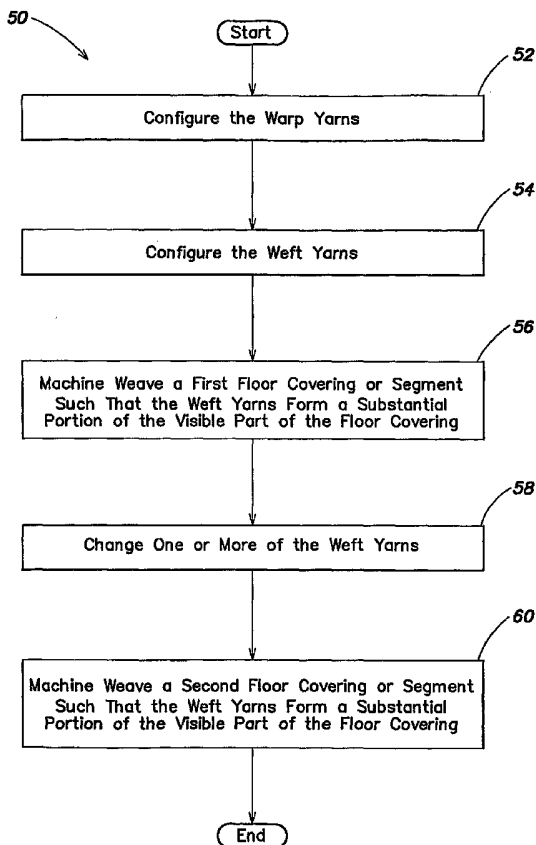 50
Start
52
Configure the Warp Yarns
54
Configure the Weft Yarns
56
Machine Weave a First Floor Covering or Segment
Such That the Weft Yarns Form a Substantial
Portion of the Visible Part of the Floor Covering
58
Change One or More of the Weft Yarns
60
Machine Weave a Second Floor Covering or Segment
Such That the Weft Yarns Form a Substantial
Portion of the Visible Part of the Floor Covering
End